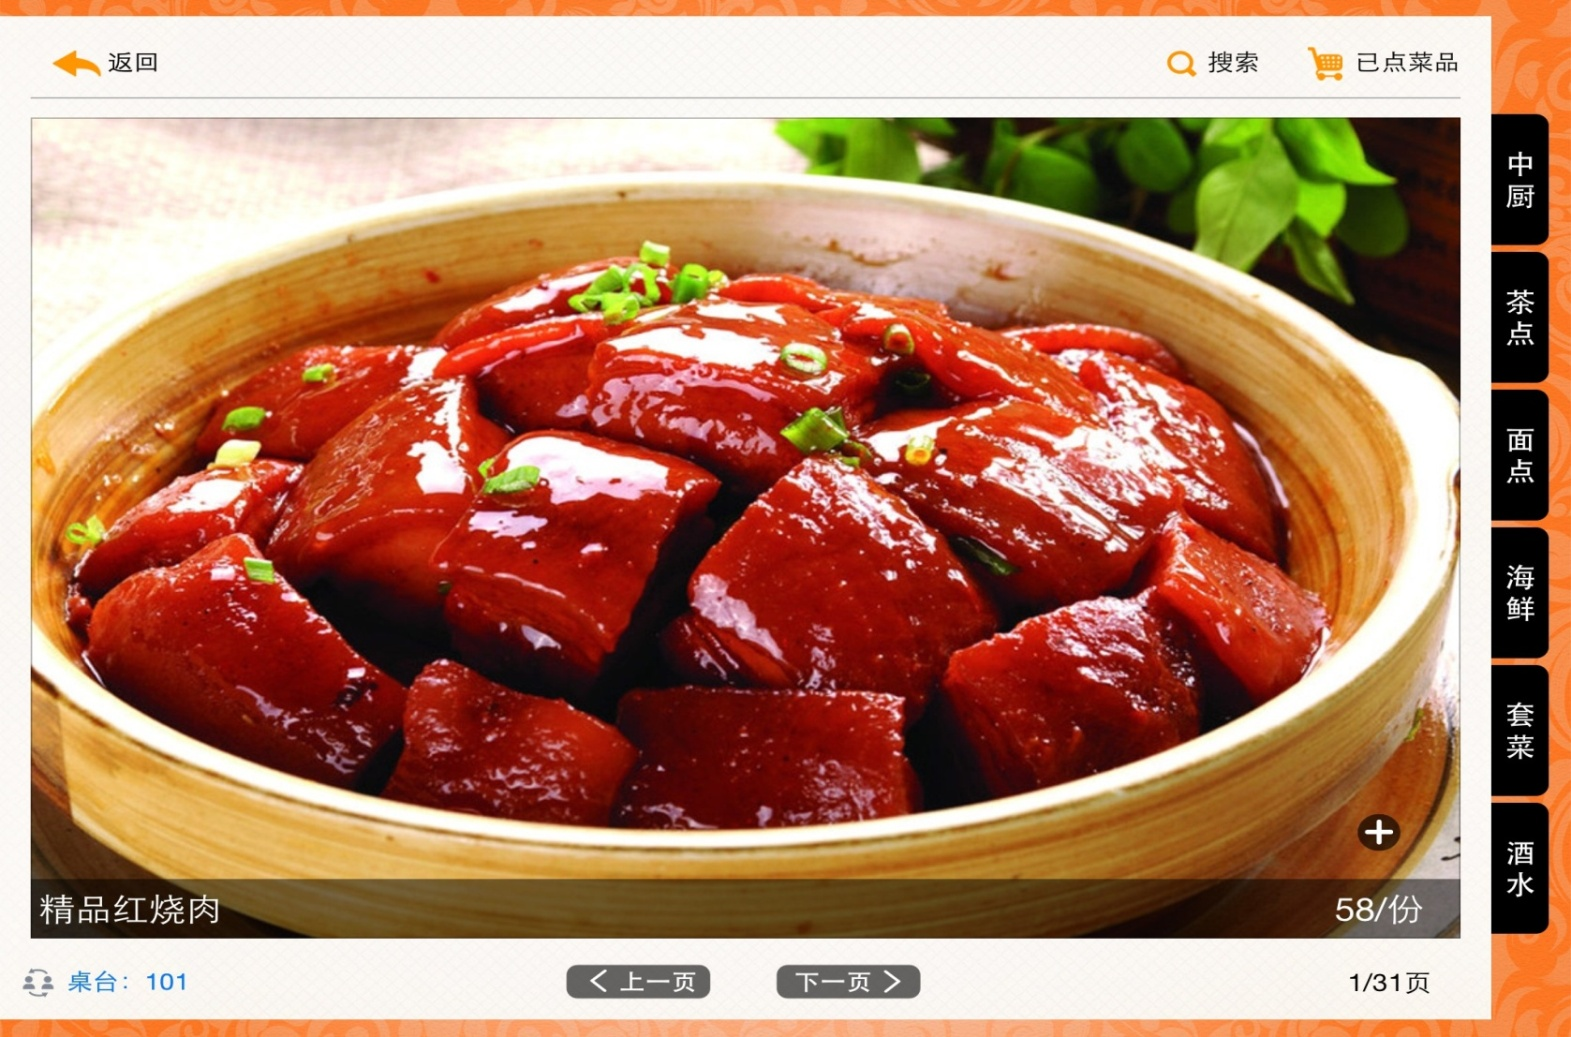 返回
搜索
已点菜品
中厨
茶点
面点
海鲜
套菜
酒水
精品红烧肉
58/份
桌台：101
上一页
下一页
1/31页